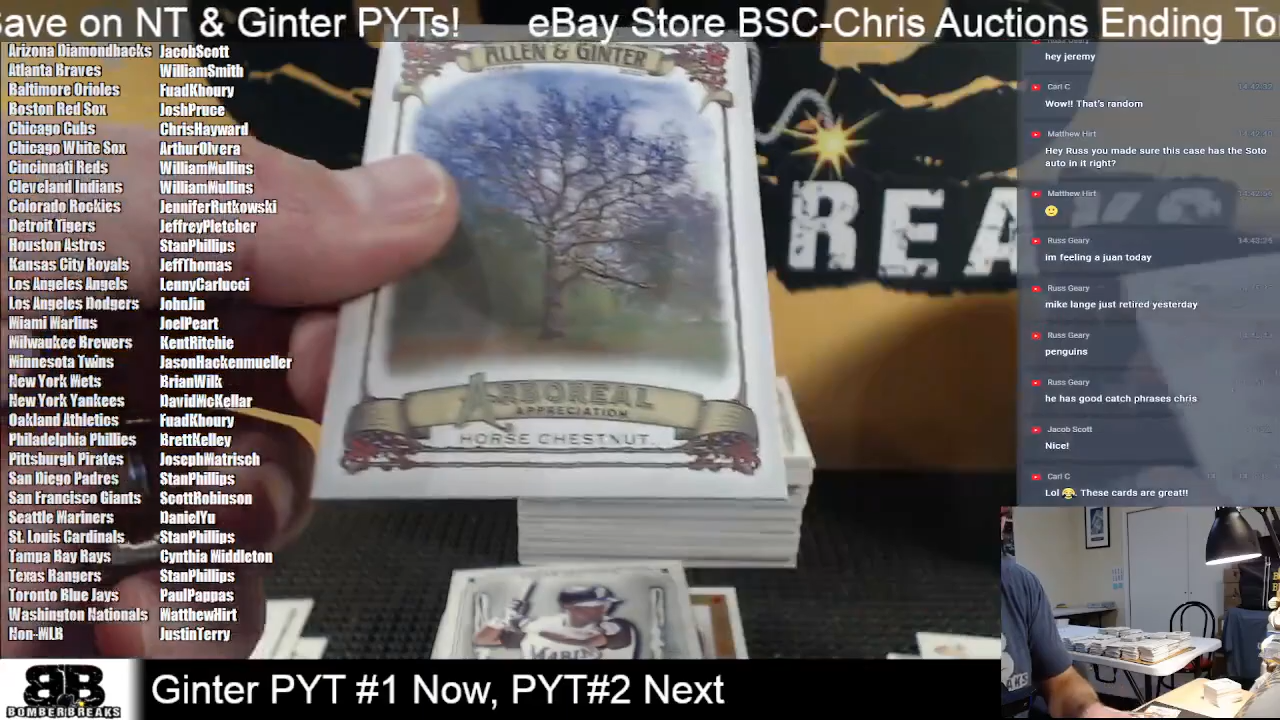 Save on NT & Ginter PYTs! eBay Store BSC-Chris Auctions Ending To
Arizona Diamondbacks JacobScott
Atlanta Braves WilliamSmith
Baltimore Orioles FuadKhoury
Boston Red Sox JoshPruce
Chicago Cubs ChrisHayward
Chicago White Sox ArthurOlvera
Cincinnati Reds WilliamMullins
Cleveland Indians WilliamMullins
Colorado Rockies JenniferRutkowski
Detroit Tigers JeffreyPletcher
Houston Astros StanPhillips
Kansas City Royals JeffThomas
Los Angeles Angels LennyCarlucci
Los Angeles Dodgers JohnJin
Miami Marlins JoelPeart
Milwaukee Brewers KentRitchie
Minnesota Twins JasonHackenmueller
New York Mets BrianWilk
New York Yankees DavidMcKellar
Oakland Athletics FuadKhoury
Philadelphia Phillies BrettKelley
Pittsburgh Pirates JosephMatrisch
San Diego Padres StanPhillips
San Francisco Giants ScottRobinson
Seattle Mariners DanielYu
St. Louis Cardinals StanPhillips
Tampa Bay Rays Cynthia Middleton
Texas Rangers StanPhillips
Toronto Blue Jays PaulPappas
Washington Nationals MatthewHirt
Non-MLB JustinTerry
ALLEN & GINTER
ARBOREAL
APPRECIATION
HORSE CHESTNUT
REA
hey jeremy
Carl C
Wow!! That's random
Matthew Hirt
Hey Russ you made sure this case has the Soto
auto in it right?
Matthew Hirt
🙂
Russ Geary
im feeling a juan today
Russ Geary
mike lange just retired yesterday
Russ Geary
penguins
Russ Geary
he has good catch phrases chris
Jacob Scott
Nice!
Carl C
Lol 😂. These cards are great!!
BB
BOMBERBREAKS
Ginter PYT #1 Now, PYT#2 Next